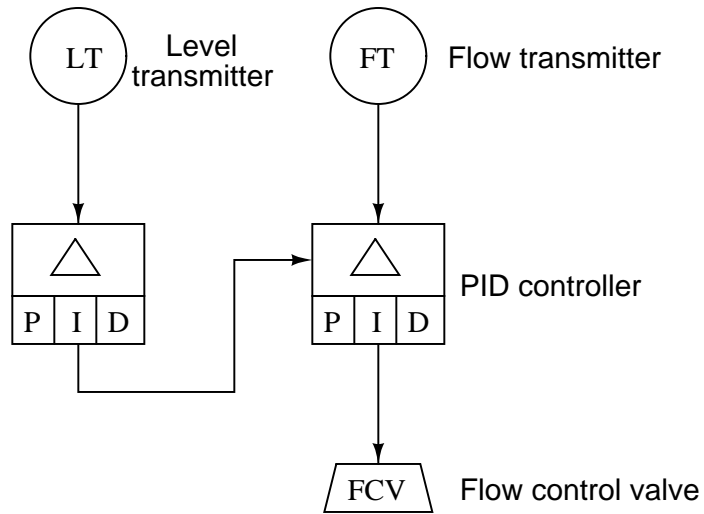 LT
Level
transmitter
FT
Flow transmitter
P I D
P I D
PID controller
FCV
Flow control valve